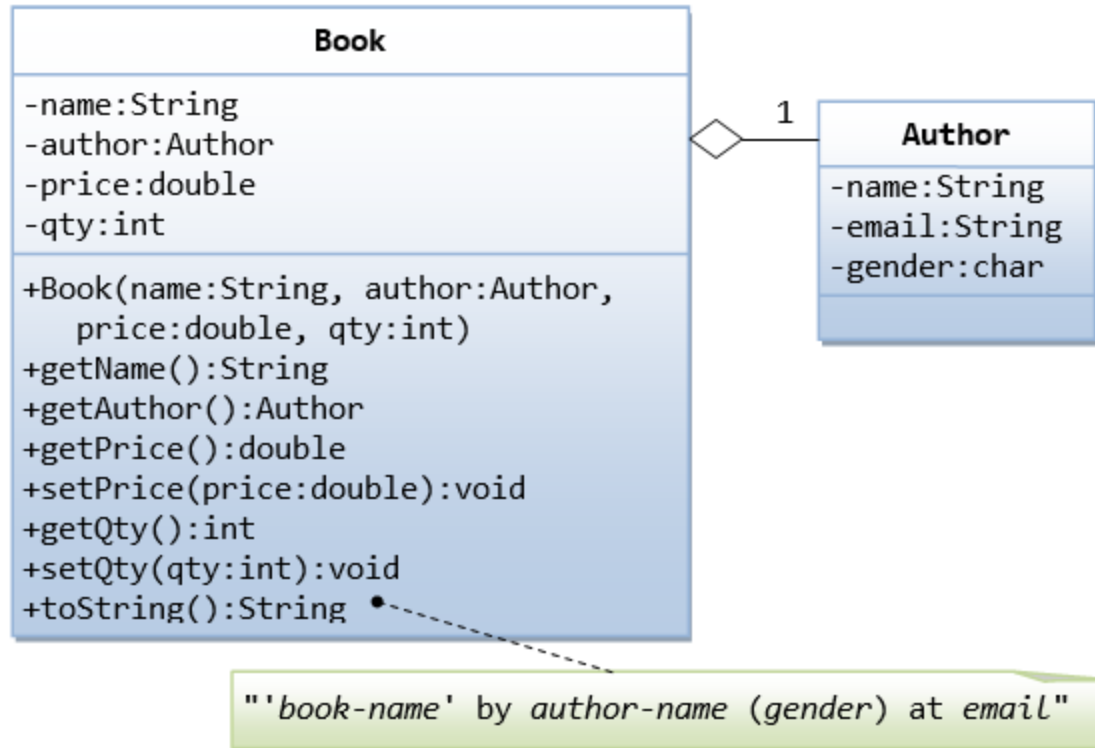 Book
-name:String
-author:Author
-price:double
-qty:int
+Book(name:String, author:Author,
price:double, qty:int)
+getName():String
+getAuthor():Author
+getPrice():double
+setPrice(price:double):void
+getQty():int
+setQty(qty:int):void
+toString():String
1
Author
-name:String
-email:String
-gender:char
"'book-name' by author-name (gender) at email"